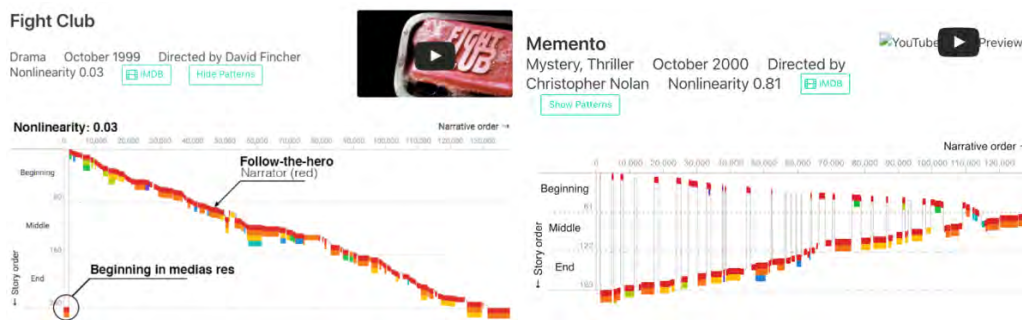 Fight Club
Drama October 1999 Directed by David Fincher
Nonlinearity 0.03 IMDB Hide Patterns
FIGHT CLUB
Nonlinearity: 0.03
Narrative order →
0 10,000 20,000 30,000 40,000 50,000 60,000 70,000 80,000 90,000 100,000 110,000 120,000 130,000
Beginning
Follow-the-hero
Narrator (red)
80
Middle
160
← Story order
End
Beginning in medias res
Memento
Mystery, Thriller October 2000 Directed by
Christopher Nolan Nonlinearity 0.81 IMDB
Show Patterns
YouTube Preview
Narrative order
0 10,000 20,000 30,000 40,000 50,000 60,000 70,000 80,000 90,000 100,000 110,000 120,000
Beginning
61
Middle
← Story order
122
End
183